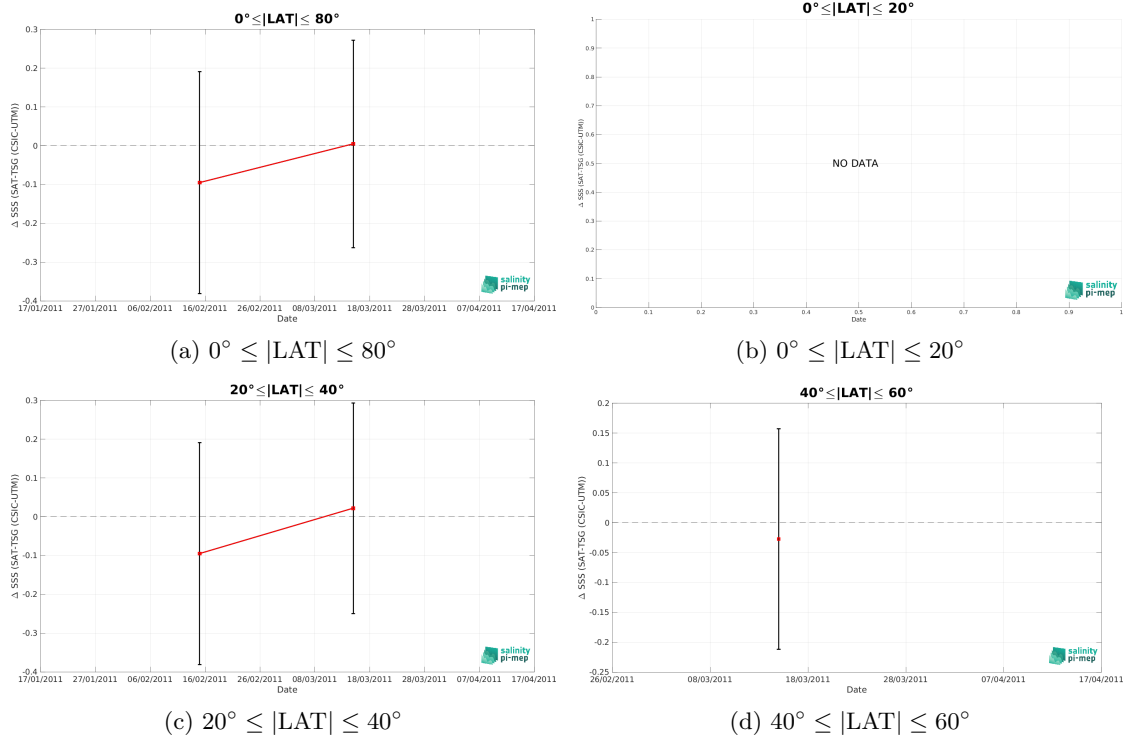 0°≤|LAT|≤ 80°
Δ SSS (SAT-TSG (CSIC-UTM))
0.3
0.2
0.1
0
-0.1
-0.2
-0.3
-0.4
17/01/2011 27/01/2011 06/02/2011 16/02/2011 26/02/2011 08/03/2011 18/03/2011 28/03/2011 07/04/2011 17/04/2011
Date
salinity
pi-mep
(a) 0° ≤ |LAT| ≤ 80°
0°≤|LAT|≤ 20°
Δ SSS (SAT-TSG (CSIC-UTM))
1
0.9
0.8
0.7
0.6
0.5
0.4
0.3
0.2
0.1
0
NO DATA
0 0.1 0.2 0.3 0.4 0.5 0.6 0.7 0.8 0.9 1
Date
salinity
pi-mep
(b) 0° ≤ |LAT| ≤ 20°
20°≤|LAT|≤ 40°
Δ SSS (SAT-TSG (CSIC-UTM))
0.3
0.2
0.1
0
-0.1
-0.2
-0.3
-0.4
17/01/2011 27/01/2011 06/02/2011 16/02/2011 26/02/2011 08/03/2011 18/03/2011 28/03/2011 07/04/2011 17/04/2011
Date
salinity
pi-mep
(c) 20° ≤ |LAT| ≤ 40°
40°≤|LAT|≤ 60°
Δ SSS (SAT-TSG (CSIC-UTM))
0.2
0.15
0.1
0.05
0
-0.05
-0.1
-0.15
-0.2
-0.25
26/02/2011 08/03/2011 18/03/2011 28/03/2011 07/04/2011 17/04/2011
Date
salinity
pi-mep
(d) 40° ≤ |LAT| ≤ 60°